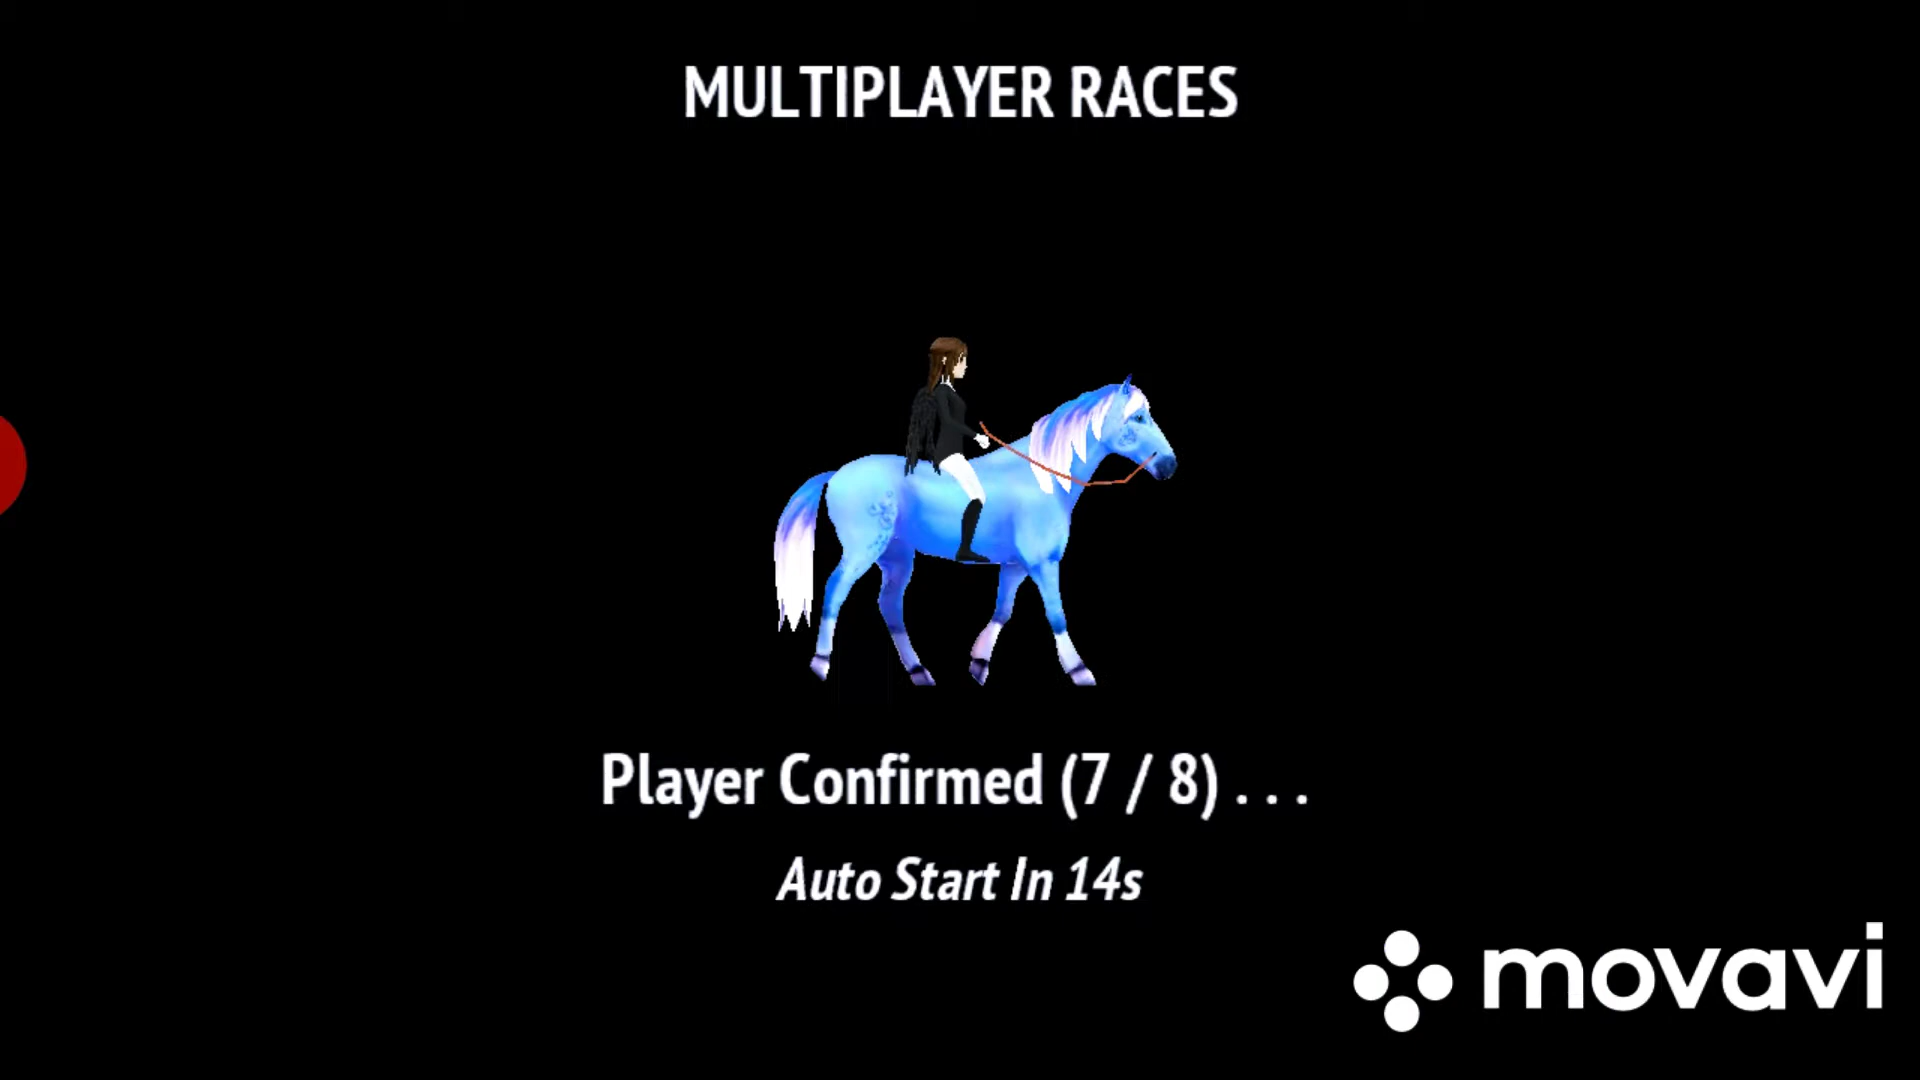 MULTIPLAYER RACES
Player Confirmed (7 / 8) . . .
Auto Start In 14s
movavi